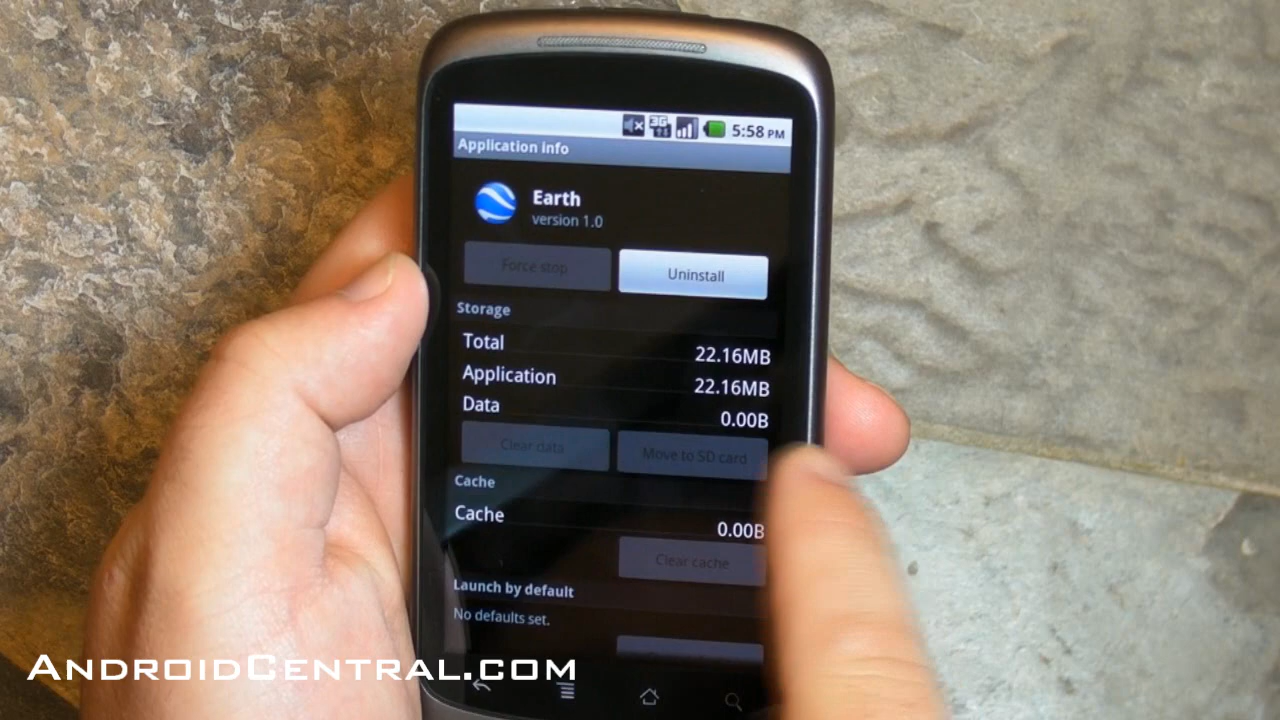 3G
5:58 PM
Application info
Earth
version 1.0
Force stop
Uninstall
Storage
Total 22.16MB
Application 22.16MB
Data 0.00B
Clear data
Move to SD card
Cache
Cache 0.00B
Clear cache
Launch by default
No defaults set.
AndroidCentral.com